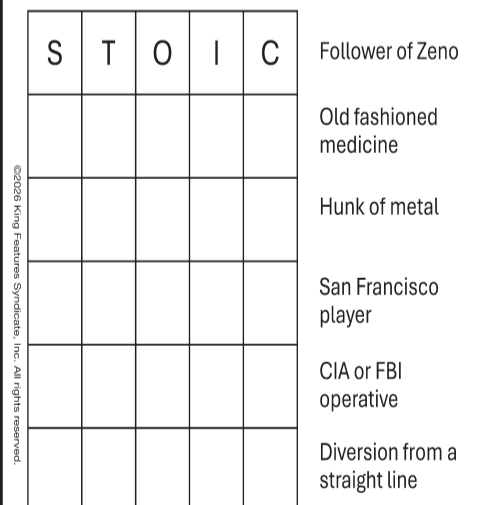 S T O I C
Follower of Zeno
Old fashioned
medicine
Hunk of metal
San Francisco
player
CIA or FBI
operative
Diversion from a
straight line
©2026 King Features Syndicate, Inc. All rights reserved.